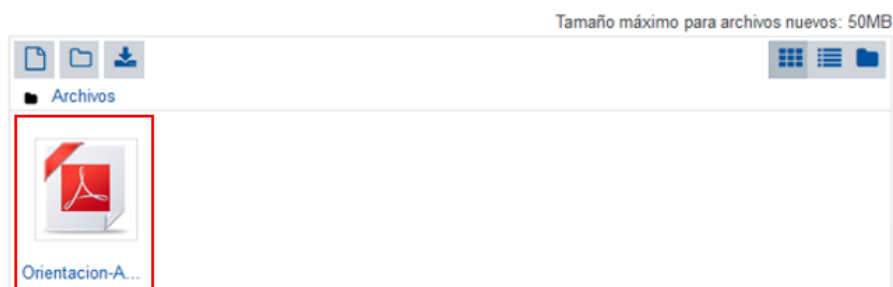 Tamaño máximo para archivos nuevos: 50MB
Archivos
Orientacion-A...